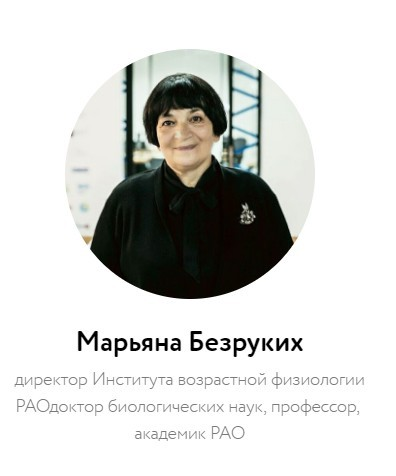 Марьяна Безруких
директор Института возрастной физиологии
РАОдоктор биологических наук, профессор,
академик РАО